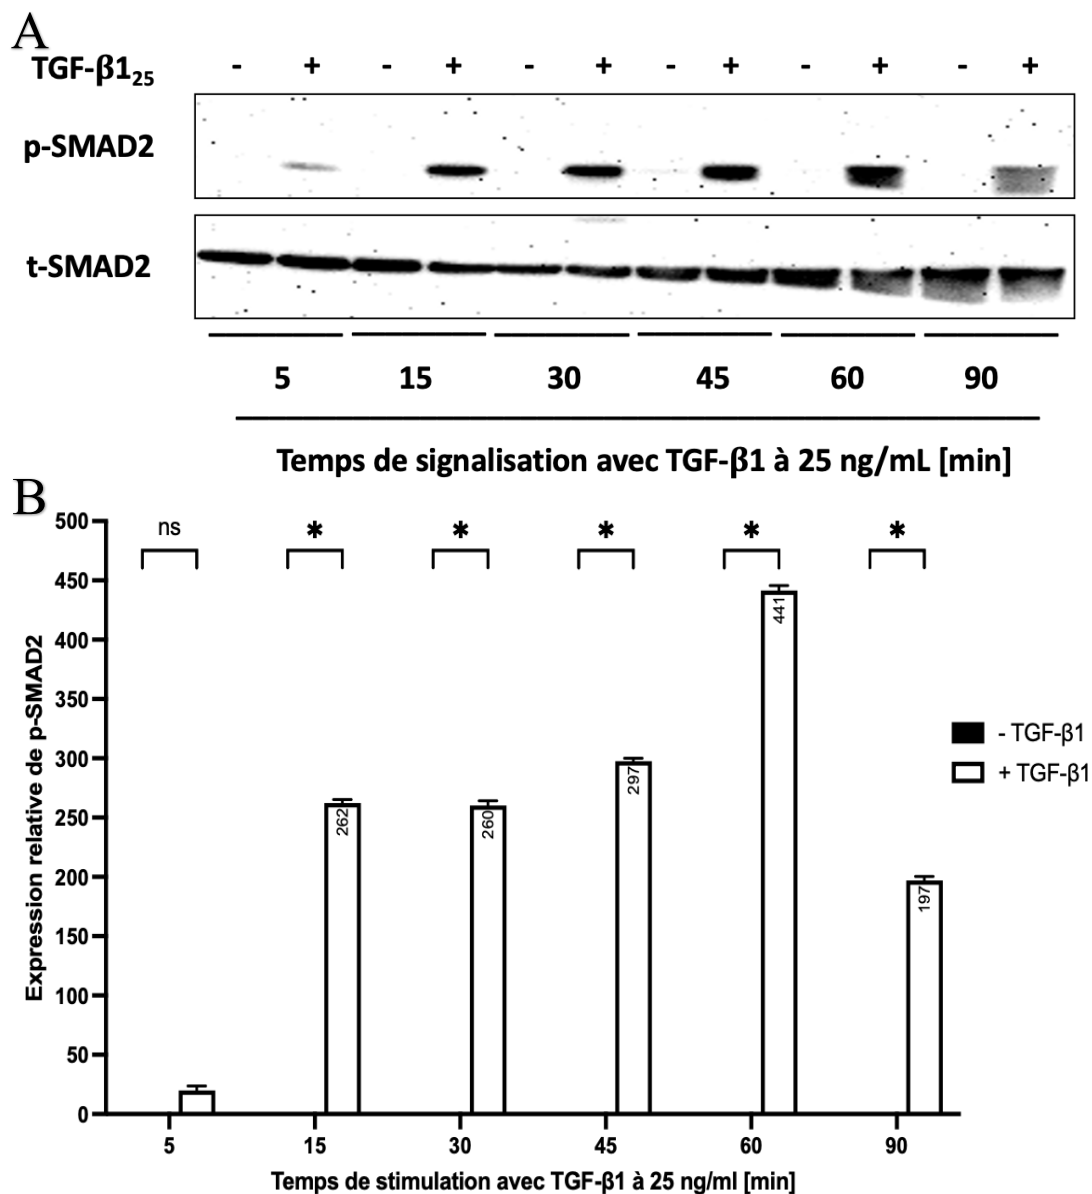 A
TGF-β1₂₅ - + - + - + - + - + - +
p-SMAD2
t-SMAD2
5 15 30 45 60 90
Temps de signalisation avec TGF-β1 à 25 ng/mL [min]
B
ns * * * * *
500
450
400
350
300
250
200
150
100
50
0
Expression relative de p-SMAD2
262
260
297
441
197
- TGF-β1
+ TGF-β1
5 15 30 45 60 90
Temps de stimulation avec TGF-β1 à 25 ng/ml [min]